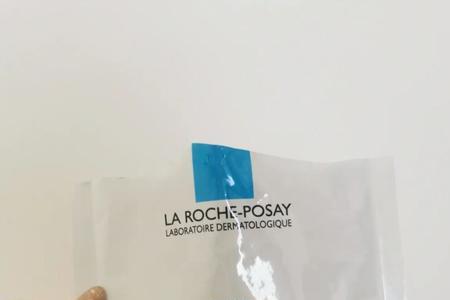 LA ROCHE-POSAY
LABORATOIRE DERMATOLOGIQUE